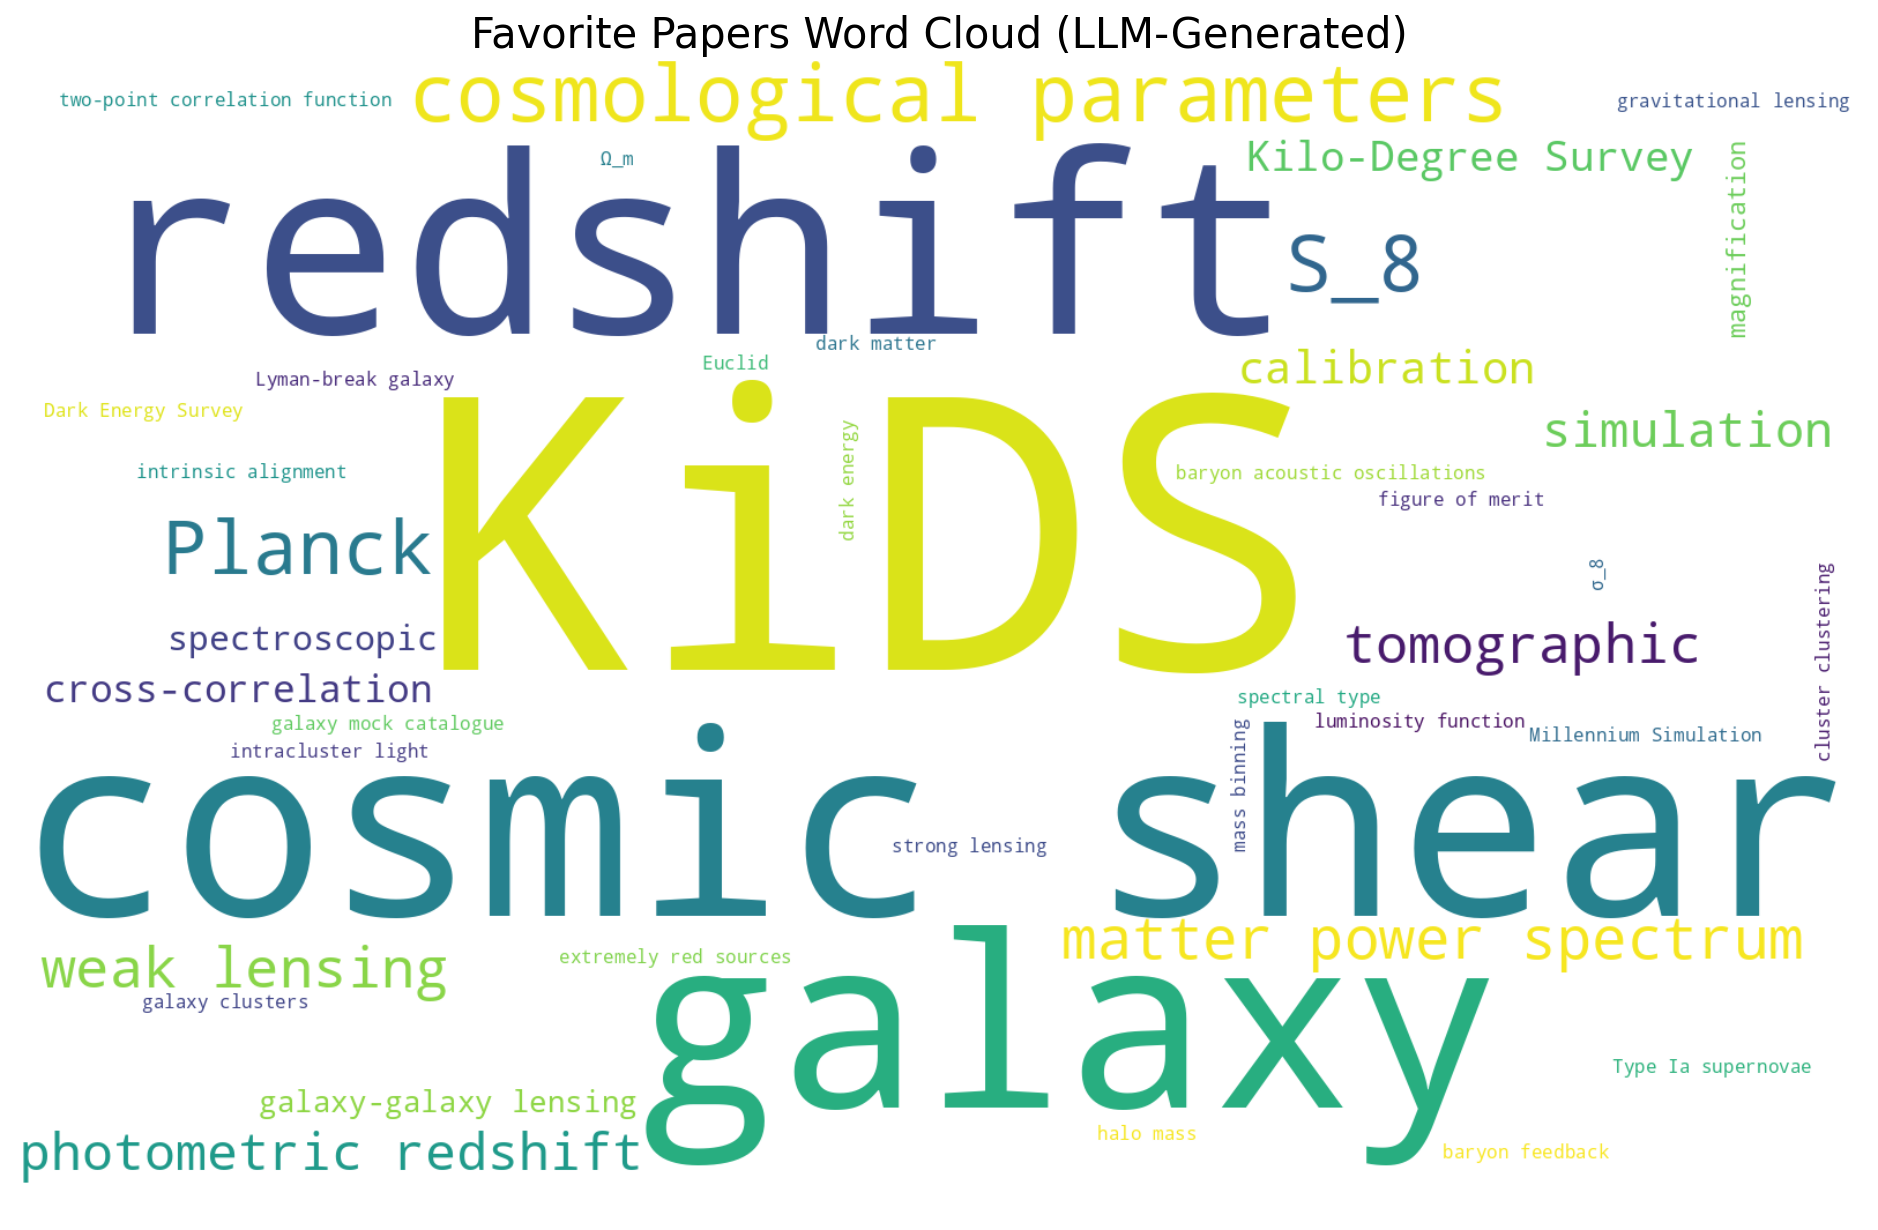 Favorite Papers Word Cloud (LLM-Generated)
two-point correlation function
cosmological parameters
gravitational lensing
Ω_m
Kilo-Degree Survey
magnification
redshift
S_8
dark matter
Euclid
calibration
Lyman-break galaxy
Dark Energy Survey
simulation
intrinsic alignment
dark energy
baryon acoustic oscillations
figure of merit
KiDS
Planck
σ_8
cluster clustering
spectroscopic
tomographic
cross-correlation
spectral type
galaxy mock catalogue
luminosity function
intracluster light
Millennium Simulation
mass binning
cosmic shear
strong lensing
matter power spectrum
weak lensing
extremely red sources
galaxy clusters
galaxy
Type Ia supernovae
galaxy-galaxy lensing
halo mass
photometric redshift
baryon feedback